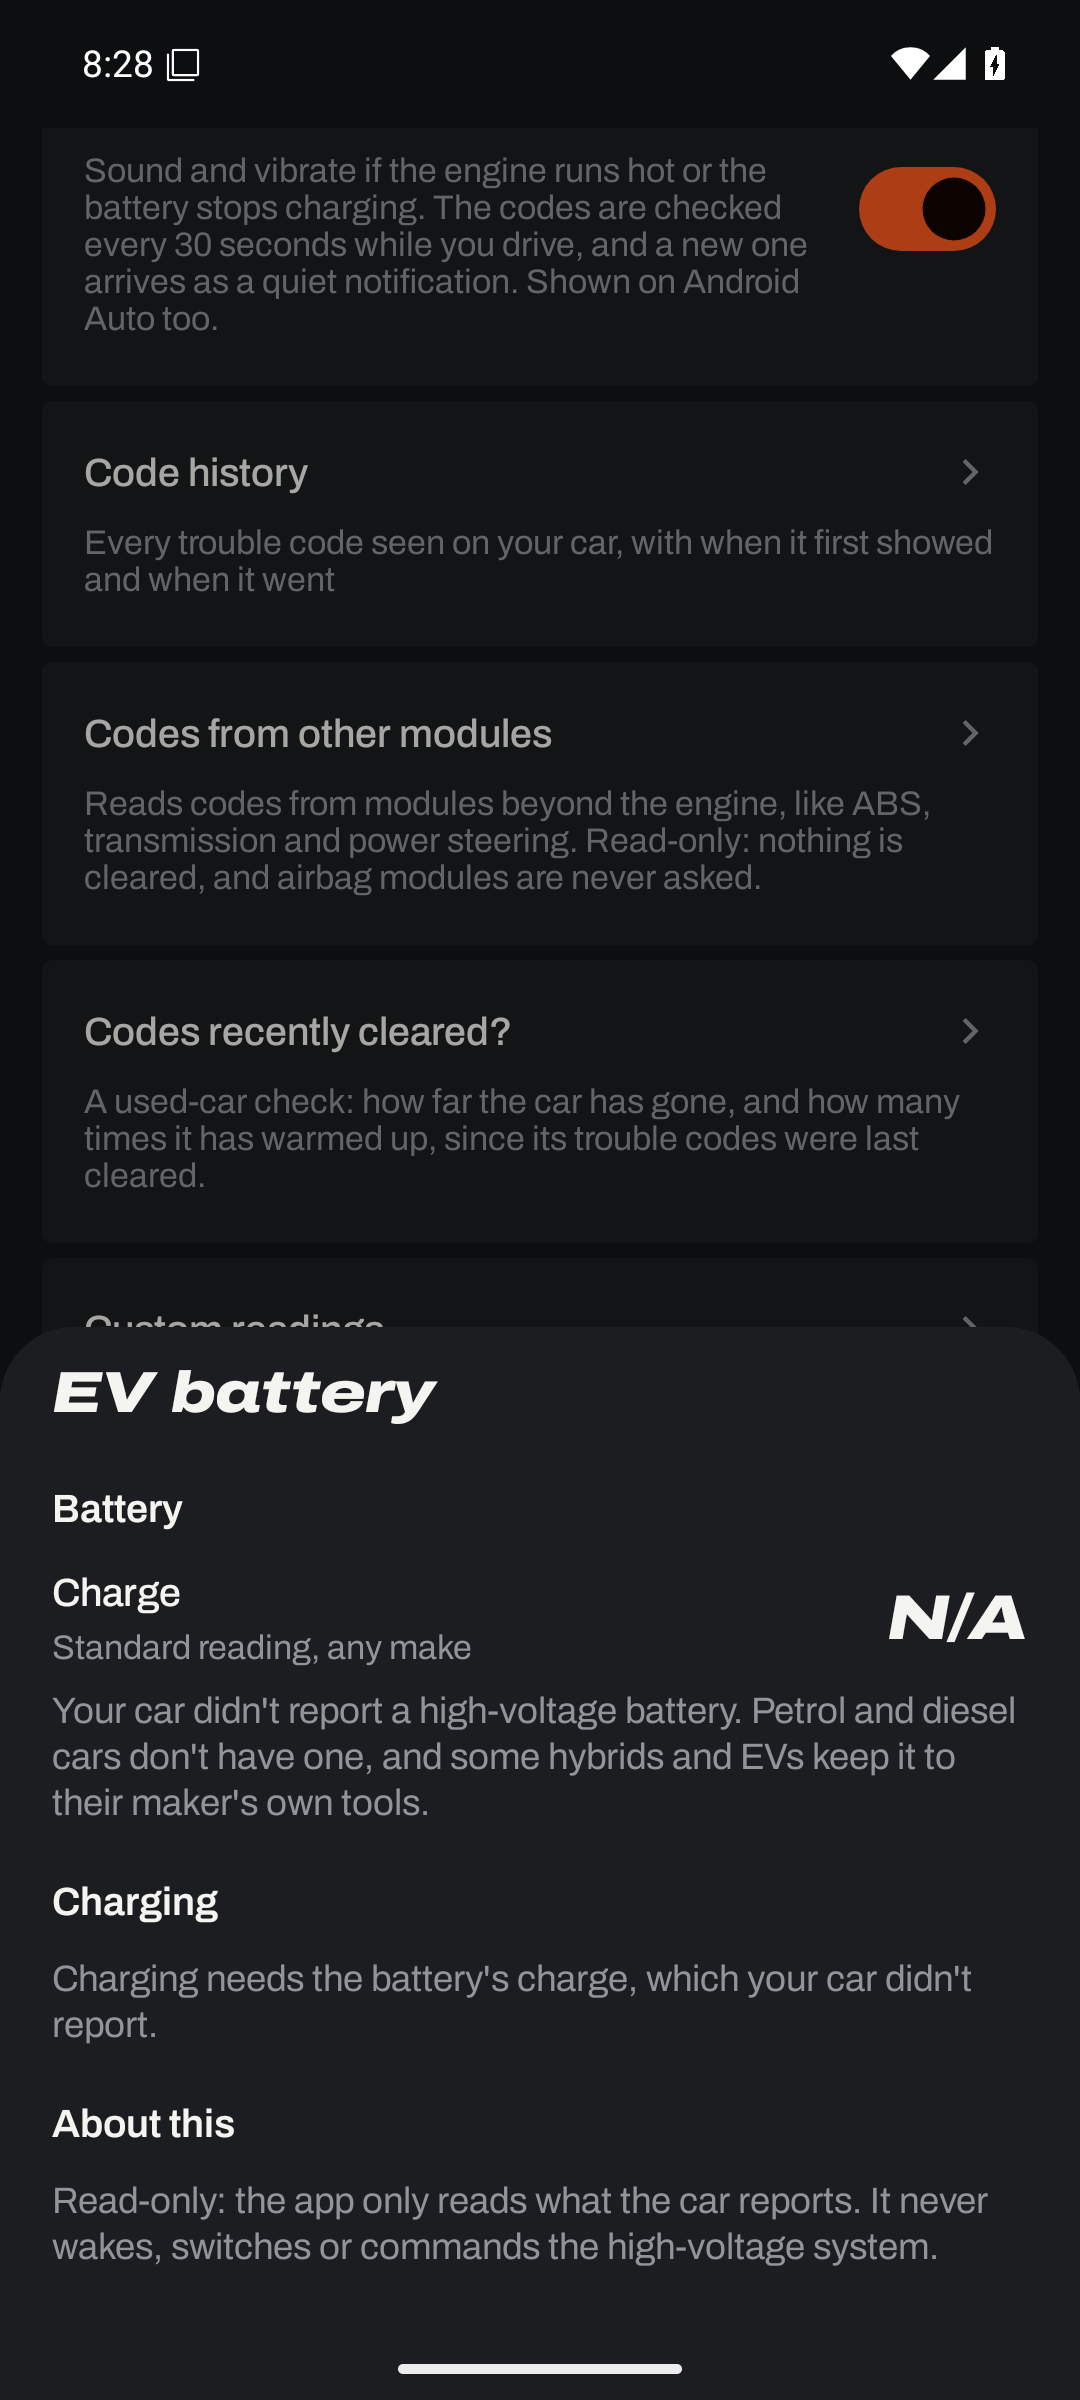 8:28
Sound and vibrate if the engine runs hot or the
battery stops charging. The codes are checked
every 30 seconds while you drive, and a new one
arrives as a quiet notification. Shown on Android
Auto too.
Code history
Every trouble code seen on your car, with when it first showed
and when it went
Codes from other modules
Reads codes from modules beyond the engine, like ABS,
transmission and power steering. Read-only: nothing is
cleared, and airbag modules are never asked.
Codes recently cleared?
A used-car check: how far the car has gone, and how many
times it has warmed up, since its trouble codes were last
cleared.
Custom readings
EV battery
Battery
Charge
N/A
Standard reading, any make
Your car didn't report a high-voltage battery. Petrol and diesel
cars don't have one, and some hybrids and EVs keep it to
their maker's own tools.
Charging
Charging needs the battery's charge, which your car didn't
report.
About this
Read-only: the app only reads what the car reports. It never
wakes, switches or commands the high-voltage system.